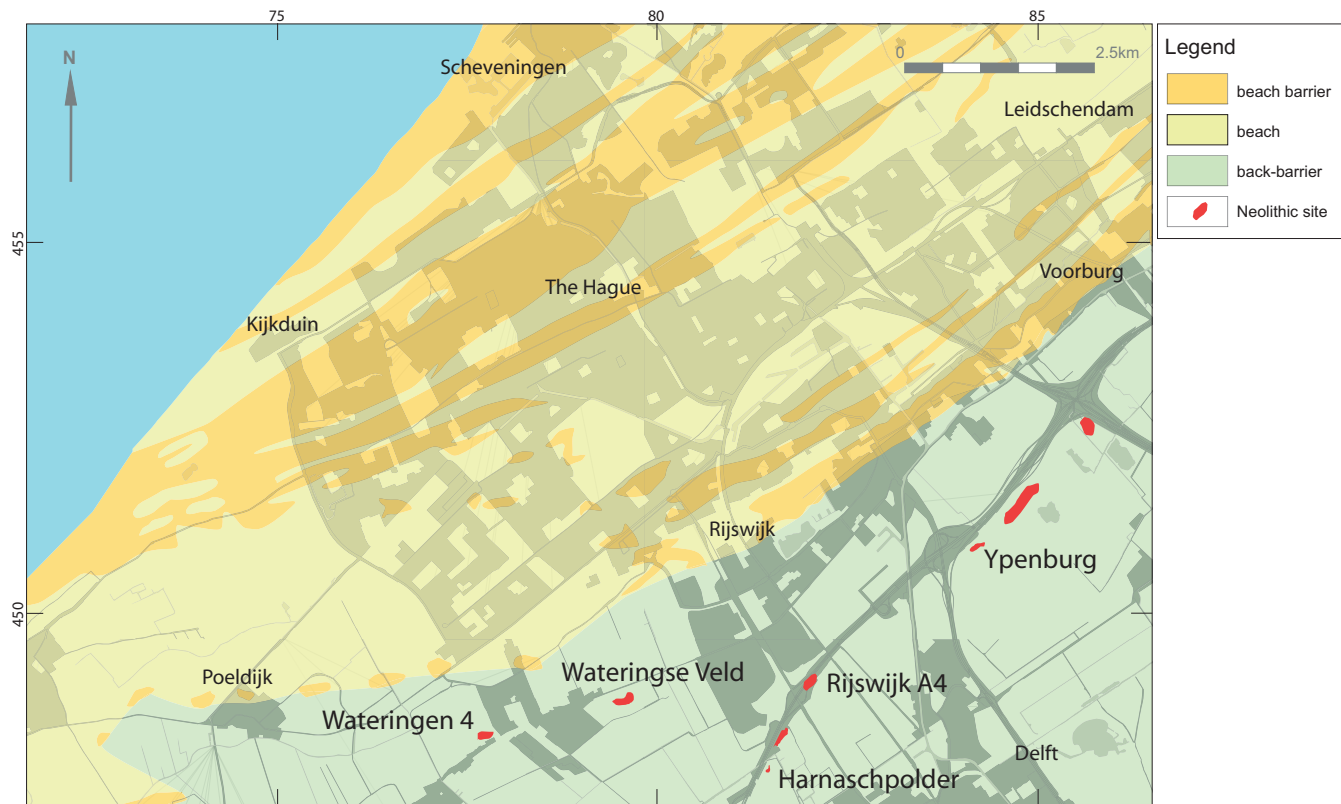 75
80
85
N
Scheveningen
0
2.5km
Leidschendam
455
The Hague
Voorburg
Kijkduin
Rijswijk
Ypenburg
450
Poeldijk
Wateringse Veld
Rijswijk A4
Wateringen 4
Delft
Harnaschpolder
Legend
beach barrier
beach
back-barrier
Neolithic site